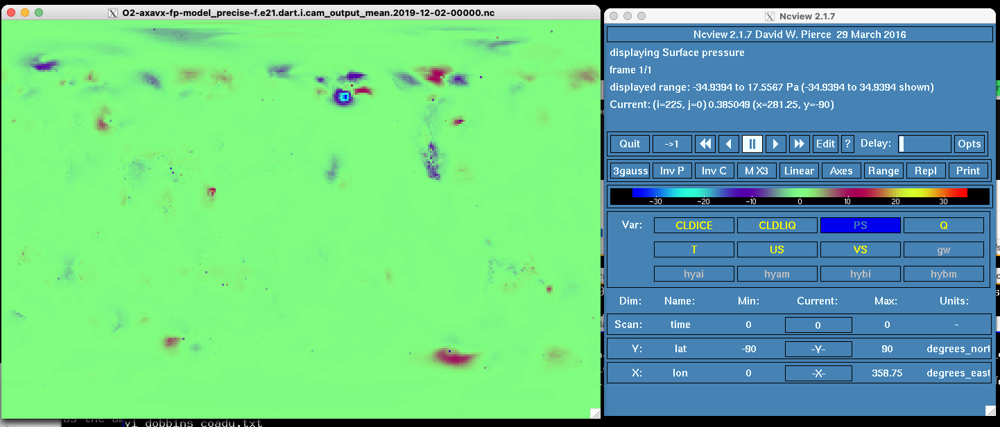 O2-axavx-fp-model_precise-f.e21.dart.i.cam_output_mean.2019-12-02-00000.nc
Ncview 2.1.7
Ncview 2.1.7 David W. Pierce 29 March 2016
displaying Surface pressure
frame 1/1
displayed range: -34.9394 to 17.5567 Pa (-34.9394 to 34.9394 shown)
Current: (i=225, j=0) 0.385049 (x=281.25, y=-90)
Quit ->1 Edit ? Delay: Opts
3gauss Inv P Inv C M X3 Linear Axes Range Repl Print
-30 -20 -10 0 10 20 30
Var: CLDICE CLDLIQ PS Q
T US VS gw
hyai hyam hybi hybm
Dim: Name: Min: Current: Max: Units:
Scan: time 0 0 0 -
Y: lat -90 -Y- 90 degrees_nort
X: lon 0 -X- 358.75 degrees_east
vi dobbins_coadu.txt